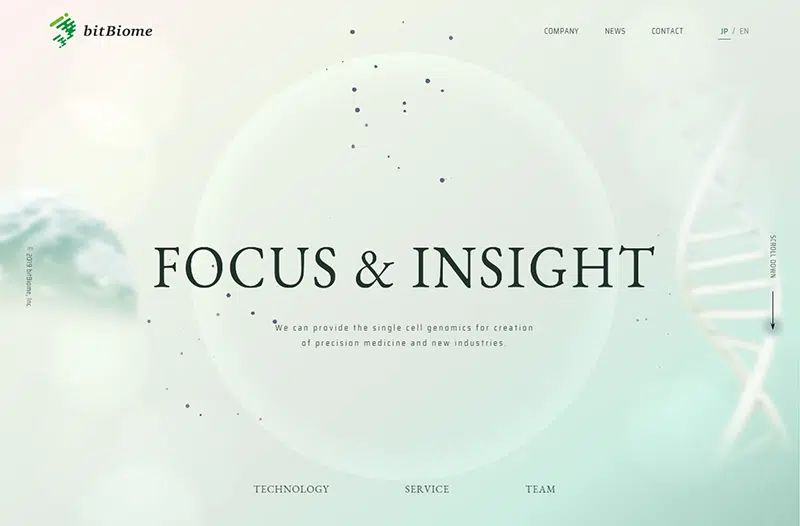 bitBiome
COMPANY
NEWS
CONTACT
JP / EN
© 2019 bitBiome, Inc.
SCROLL DOWN
FOCUS & INSIGHT
We can provide the single cell genomics for creation
of precision medicine and new industries.
TECHNOLOGY
SERVICE
TEAM